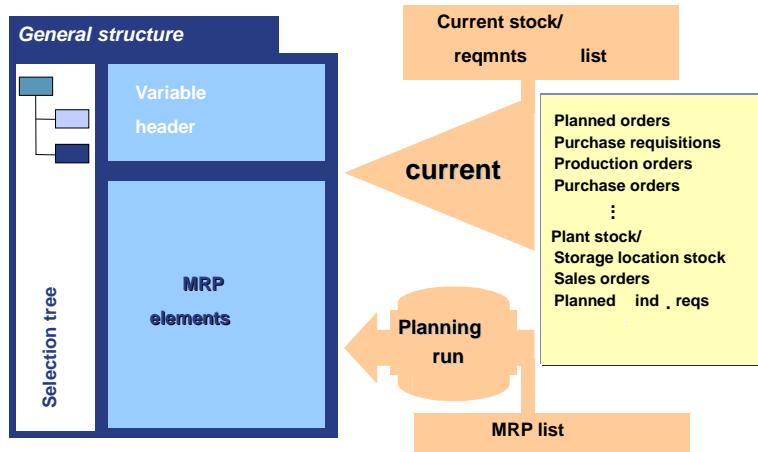 General structure
Variable
header
MRP
elements
Selection tree
Current stock/
reqmnts list
current
Planning
run
MRP list
Planned orders
Purchase requisitions
Production orders
Purchase orders
⋮
Plant stock/
Storage location stock
Sales orders
Planned ind . reqs